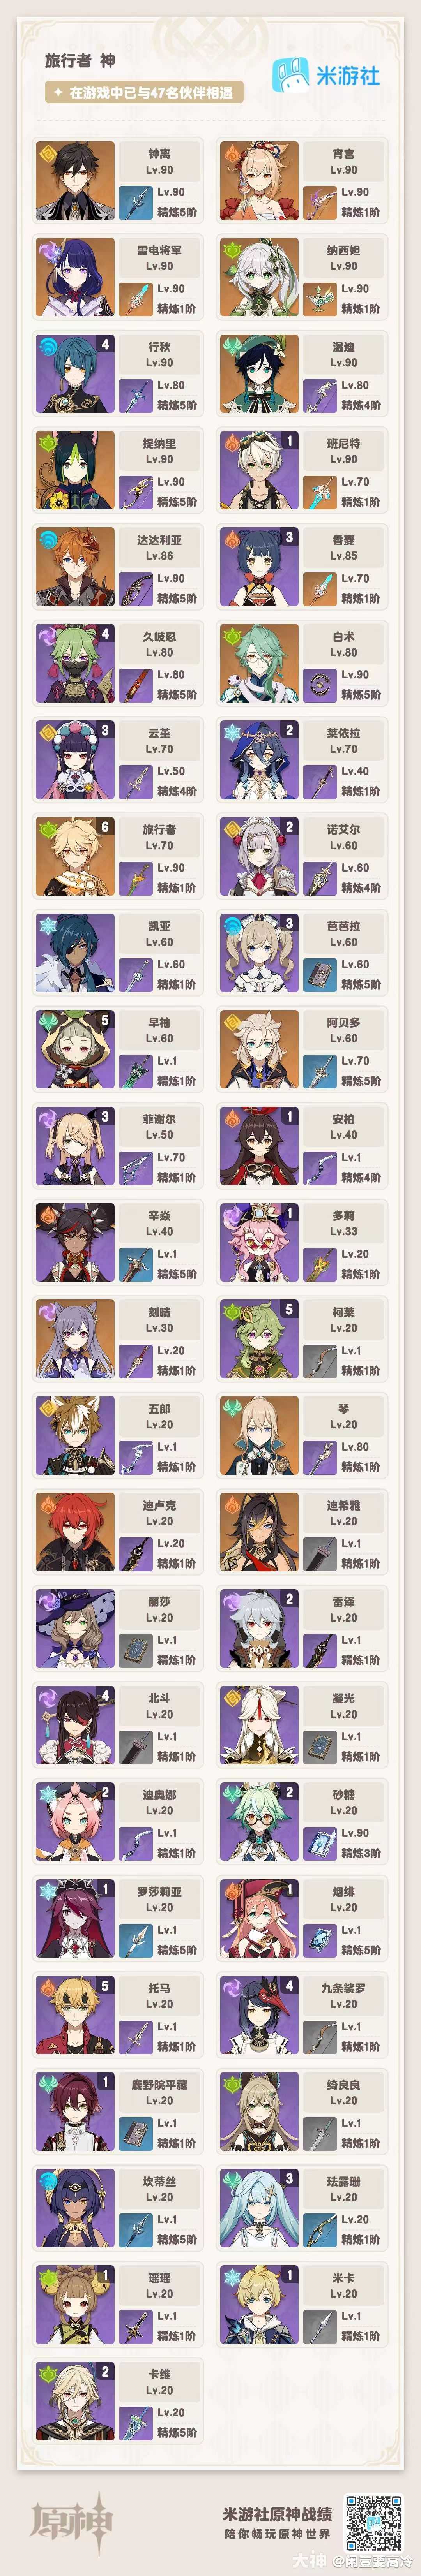 旅行者 神
米游社
在游戏中已与47名伙伴相遇
钟离
Lv.90
Lv.90
精炼5阶
宵宫
Lv.90
Lv.90
精炼1阶
雷电将军
Lv.90
Lv.90
精炼1阶
纳西妲
Lv.90
Lv.90
精炼1阶
4
行秋
Lv.90
Lv.80
精炼5阶
温迪
Lv.90
Lv.80
精炼4阶
提纳里
Lv.90
Lv.90
精炼5阶
1
班尼特
Lv.90
Lv.70
精炼1阶
达达利亚
Lv.86
Lv.90
精炼5阶
3
香菱
Lv.85
Lv.70
精炼1阶
4
久岐忍
Lv.80
Lv.80
精炼5阶
白术
Lv.80
Lv.90
精炼5阶
3
云堇
Lv.70
Lv.50
精炼4阶
2
莱依拉
Lv.70
Lv.40
精炼1阶
6
旅行者
Lv.70
Lv.90
精炼1阶
2
诺艾尔
Lv.60
Lv.60
精炼4阶
凯亚
Lv.60
Lv.60
精炼1阶
3
芭芭拉
Lv.60
Lv.60
精炼5阶
5
早柚
Lv.60
Lv.1
精炼1阶
阿贝多
Lv.60
Lv.70
精炼5阶
3
菲谢尔
Lv.50
Lv.70
精炼1阶
1
安柏
Lv.40
Lv.1
精炼4阶
辛焱
Lv.40
Lv.1
精炼5阶
1
多莉
Lv.33
Lv.20
精炼1阶
刻晴
Lv.30
Lv.20
精炼1阶
5
柯莱
Lv.20
Lv.1
精炼1阶
五郎
Lv.20
Lv.1
精炼1阶
琴
Lv.20
Lv.80
精炼1阶
迪卢克
Lv.20
Lv.20
精炼1阶
迪希雅
Lv.20
Lv.1
精炼1阶
丽莎
Lv.20
Lv.1
精炼1阶
2
雷泽
Lv.20
Lv.1
精炼1阶
4
北斗
Lv.20
Lv.1
精炼1阶
凝光
Lv.20
Lv.1
精炼1阶
2
迪奥娜
Lv.20
Lv.1
精炼1阶
2
砂糖
Lv.20
Lv.90
精炼3阶
1
罗莎莉亚
Lv.20
Lv.1
精炼5阶
1
烟绯
Lv.20
Lv.1
精炼5阶
5
托马
Lv.20
Lv.1
精炼1阶
4
九条裟罗
Lv.20
Lv.1
精炼1阶
1
鹿野院平藏
Lv.20
Lv.1
精炼1阶
绮良良
Lv.20
Lv.1
精炼1阶
坎蒂丝
Lv.20
Lv.1
精炼5阶
3
珐露珊
Lv.20
Lv.20
精炼1阶
1
瑶瑶
Lv.20
Lv.1
精炼1阶
1
米卡
Lv.20
Lv.1
精炼1阶
2
卡维
Lv.20
Lv.20
精炼5阶
原神
米游社原神战绩
陪你畅玩原神世界
大神